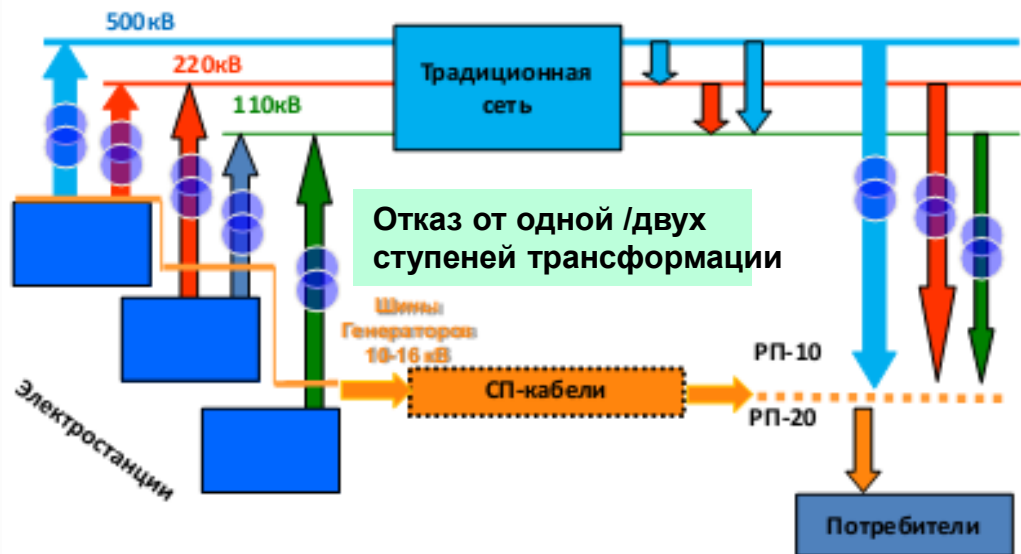 500кВ
220кВ
110кВ
Традиционная
сеть
Отказ от одной /двух
ступеней трансформации
Шины
Генераторов
10-16 кВ
РП-10
СП-кабели
РП-20
Электростанции
Потребители